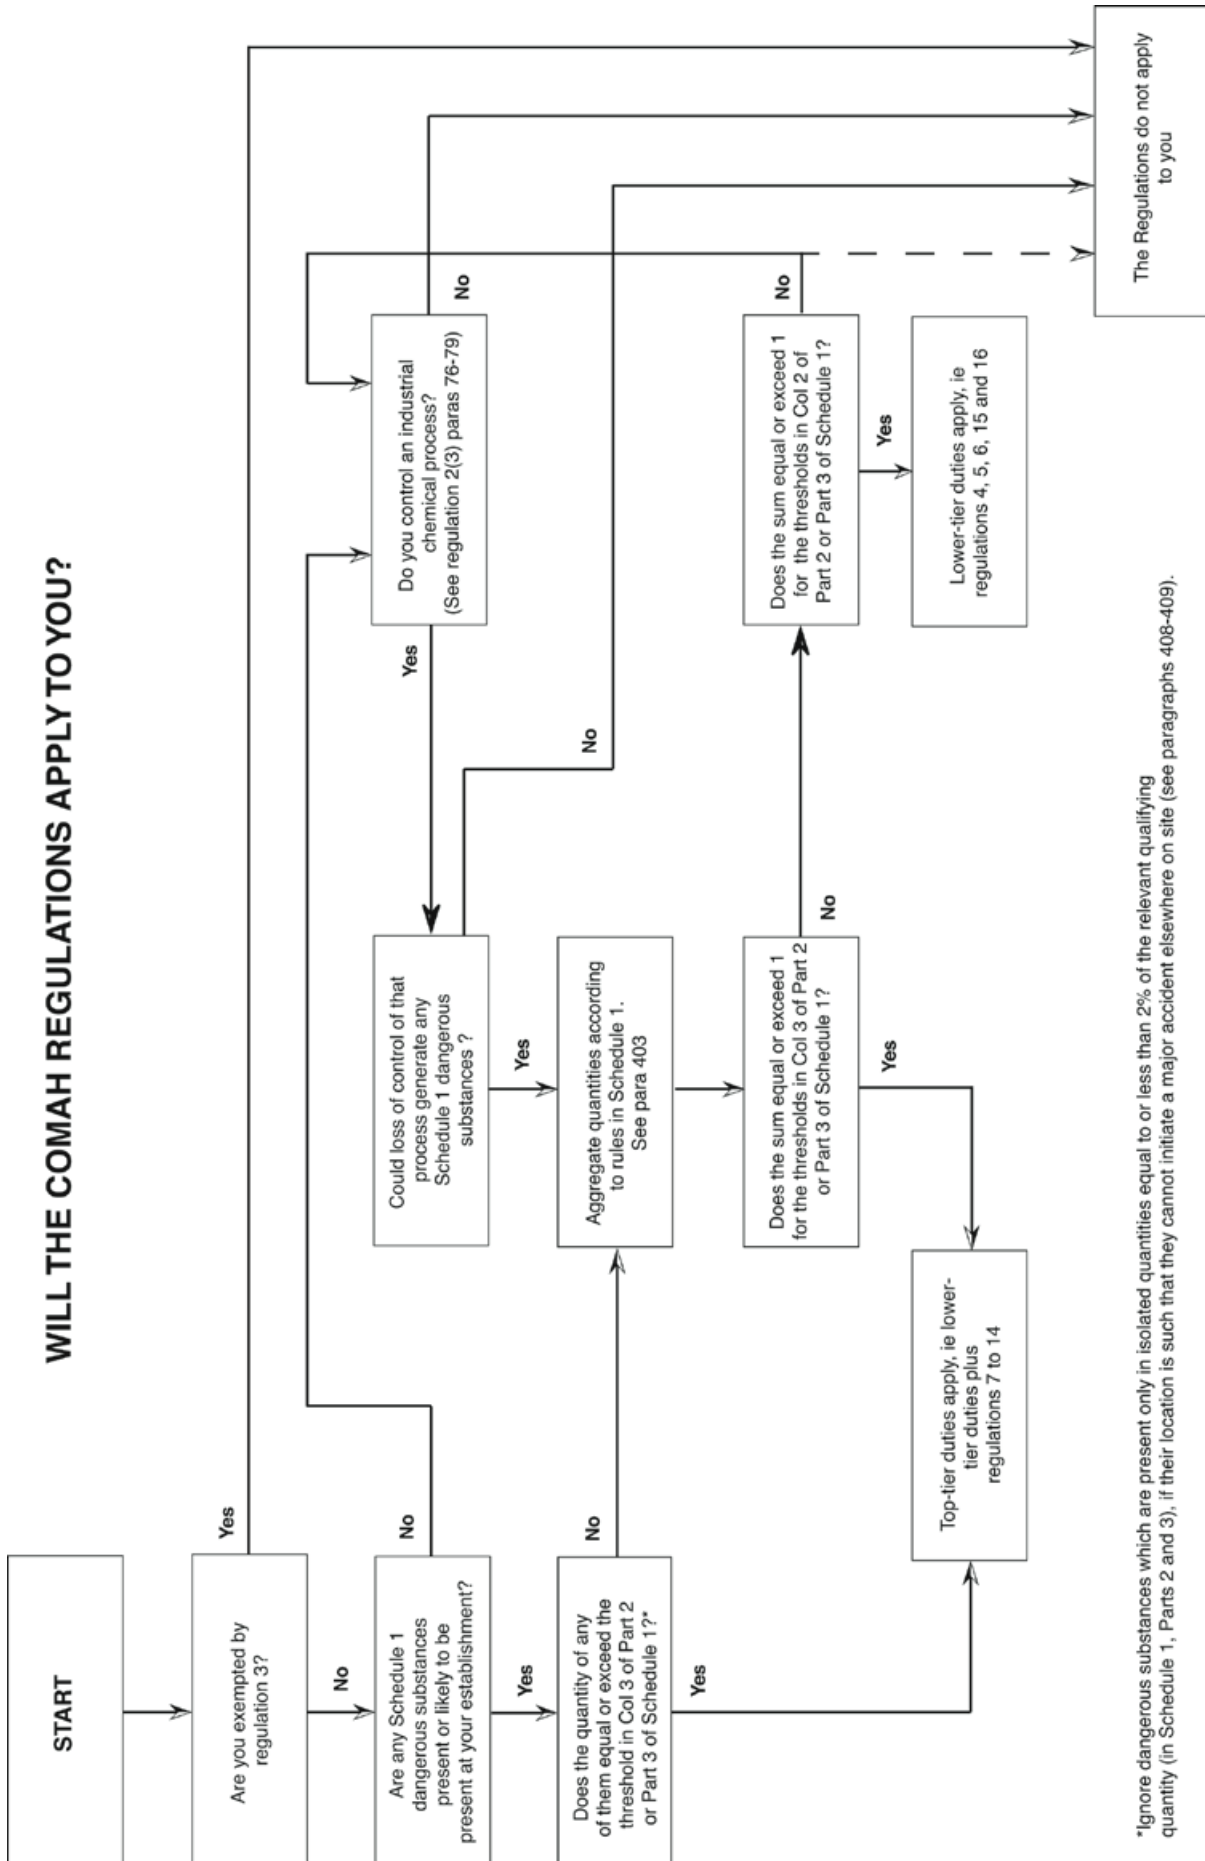 WILL THE COMAH REGULATIONS APPLY TO YOU?
START
Are you exempted by
regulation 3?
Yes
No
Are any Schedule 1
dangerous substances
present or likely to be
present at your establishment?
No
Yes
Does the quantity of any
of them equal or exceed the
threshold in Col 3 of Part 2
or Part 3 of Schedule 1?*
No
Yes
Do you control an industrial
chemical process?
(See regulation 2(3) paras 76-79)
No
Yes
Could loss of control of that
process generate any
Schedule 1 dangerous
substances ?
No
Yes
Aggregate quantities according
to rules in Schedule 1.
See para 403
Does the sum equal or exceed 1
for the thresholds in Col 3 of Part 2
or Part 3 of Schedule 1?
No
Yes
Does the sum equal or exceed 1
for the thresholds in Col 2 of
Part 2 or Part 3 of Schedule 1?
No
Yes
Top-tier duties apply, ie lower-
tier duties plus
regulations 7 to 14
Lower-tier duties apply, ie
regulations 4, 5, 6, 15 and 16
The Regulations do not apply
to you
*Ignore dangerous substances which are present only in isolated quantities equal to or less than 2% of the relevant qualifying
quantity (in Schedule 1, Parts 2 and 3), if their location is such that they cannot initiate a major accident elsewhere on site (see paragraphs 408-409).